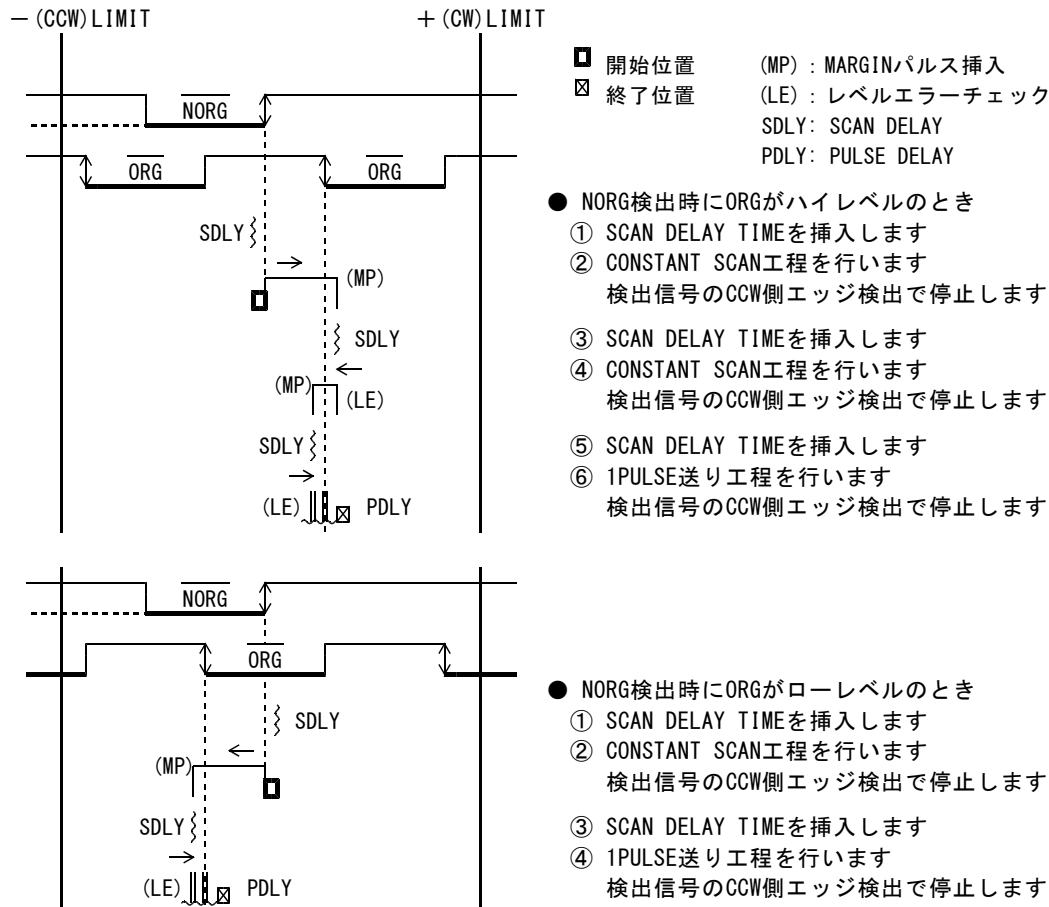 －(CCW)LIMIT
＋(CW)LIMIT
開始位置
(MP)：MARGINパルス挿入
終了位置
(LE)：レベルエラーチェック
SDLY: SCAN DELAY
PDLY: PULSE DELAY
NORG
ORG
ORG
SDLY
(MP)
SDLY
(MP)
(LE)
SDLY
(LE)
PDLY
● NORG検出時にORGがハイレベルのとき
① SCAN DELAY TIMEを挿入します
② CONSTANT SCAN工程を行います
検出信号のCCW側エッジ検出で停止します
③ SCAN DELAY TIMEを挿入します
④ CONSTANT SCAN工程を行います
検出信号のCCW側エッジ検出で停止します
⑤ SCAN DELAY TIMEを挿入します
⑥ 1PULSE送り工程を行います
検出信号のCCW側エッジ検出で停止します
NORG
ORG
SDLY
(MP)
SDLY
(LE)
PDLY
● NORG検出時にORGがローレベルのとき
① SCAN DELAY TIMEを挿入します
② CONSTANT SCAN工程を行います
検出信号のCCW側エッジ検出で停止します
③ SCAN DELAY TIMEを挿入します
④ 1PULSE送り工程を行います
検出信号のCCW側エッジ検出で停止します